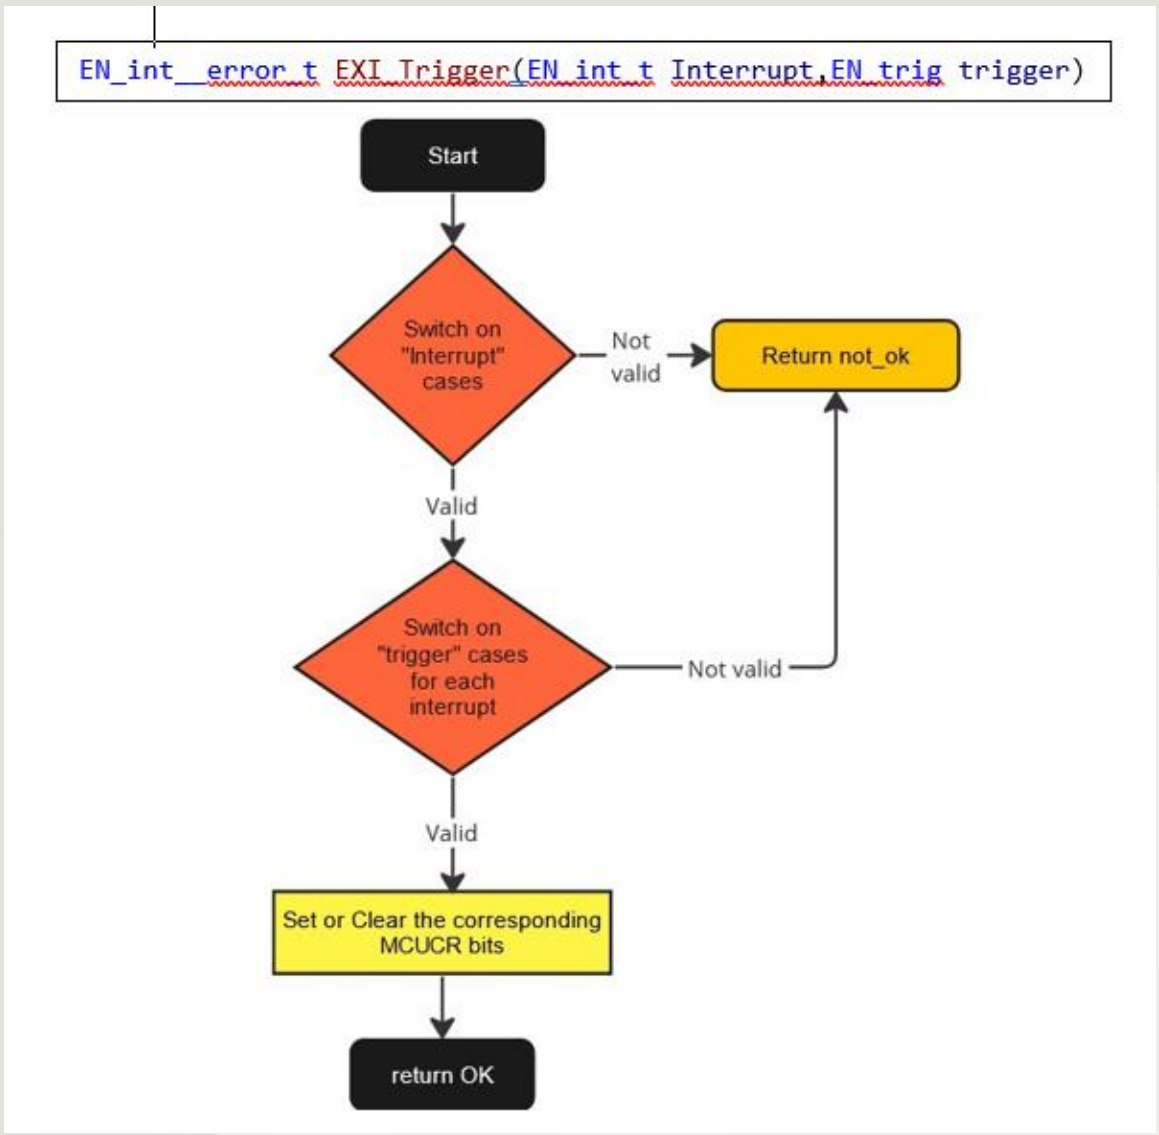 EN_int__error_t EXI_Trigger(EN_int_t Interrupt,EN_trig trigger)
Start
Switch on
"Interrupt"
cases
Not
valid
Return not_ok
Valid
Switch on
"trigger" cases
for each
interrupt
Not valid
Valid
Set or Clear the corresponding
MCUCR bits
return OK